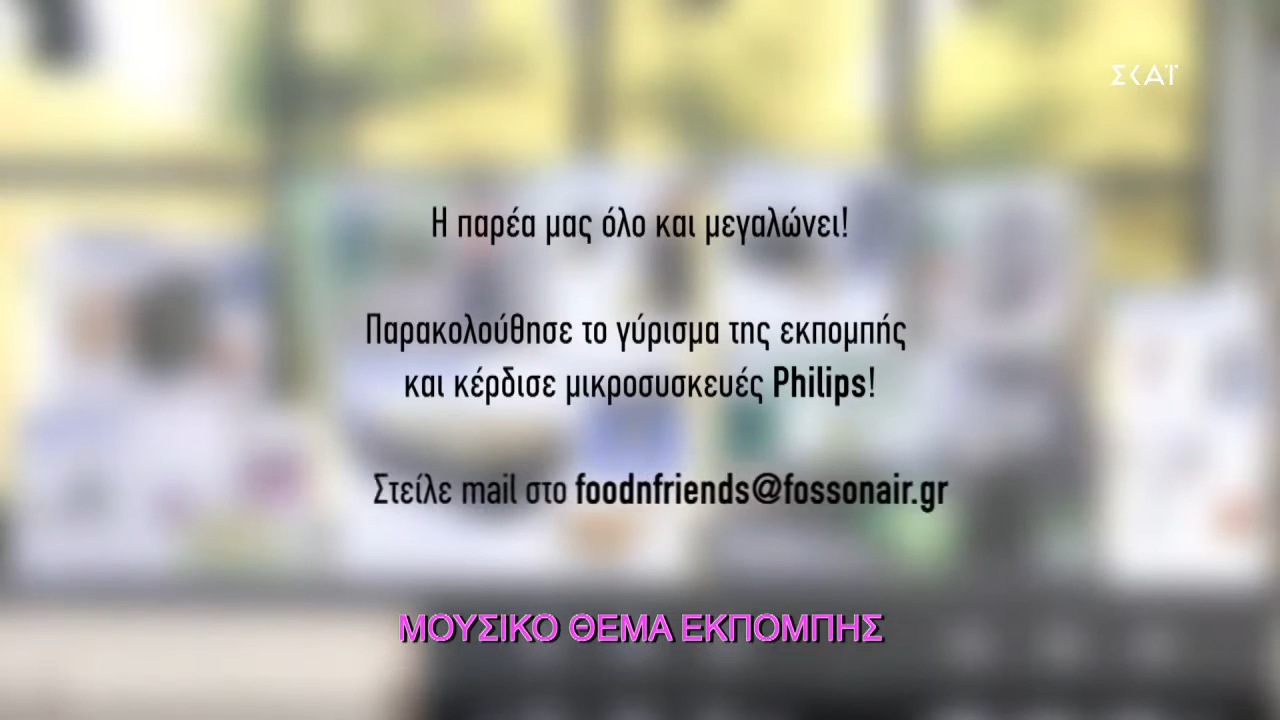 ΣΚΑΪ
Η παρέα μας όλο και μεγαλώνει!
Παρακολούθησε το γύρισμα της εκπομπής
και κέρδισε μικροσυσκευές Philips!
Στείλε mail στο foodnfriends@fossonair.gr
ΜΟΥΣΙΚΟ ΘΕΜΑ ΕΚΠΟΜΠΗΣ